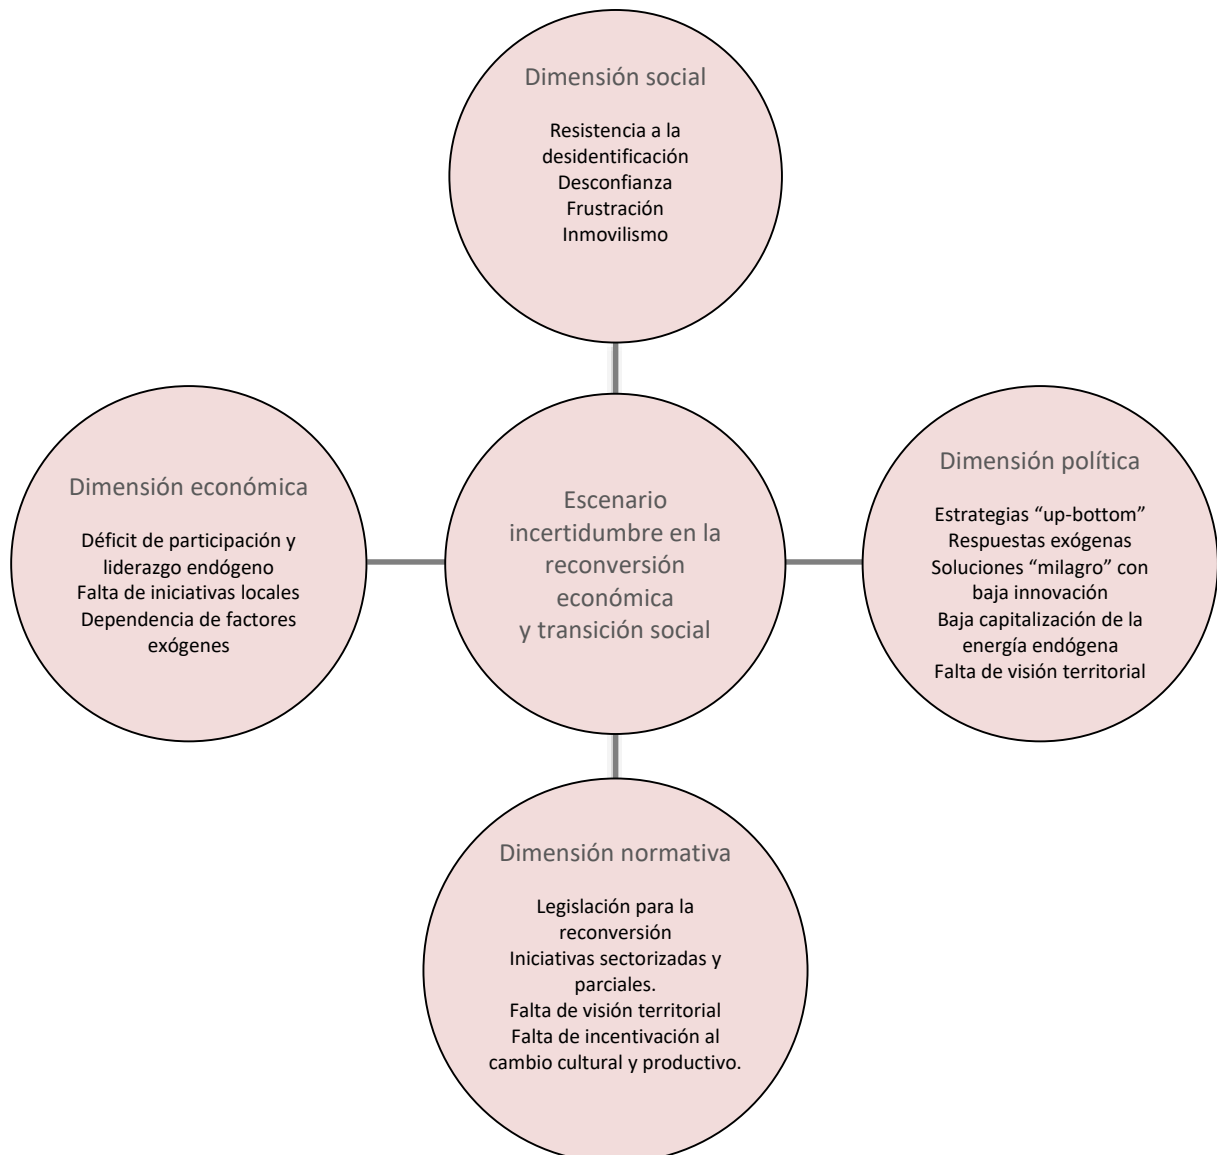 Dimensión social
Resistencia a la
desidentificación
Desconfianza
Frustración
Inmovilismo
Dimensión económica
Déficit de participación y
liderazgo endógeno
Falta de iniciativas locales
Dependencia de factores
exógenes
Escenario
incertidumbre en la
reconversión
económica
y transición social
Dimensión política
Estrategias “up-bottom”
Respuestas exógenas
Soluciones “milagro” con
baja innovación
Baja capitalización de la
energía endógena
Falta de visión territorial
Dimensión normativa
Legislación para la
reconversión
Iniciativas sectorizadas y
parciales.
Falta de visión territorial
Falta de incentivación al
cambio cultural y productivo.